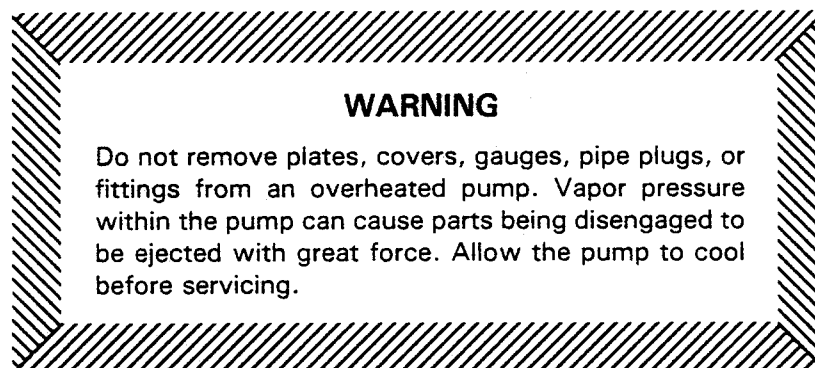 WARNING
Do not remove plates, covers, gauges, pipe plugs, or
fittings from an overheated pump. Vapor pressure
within the pump can cause parts being disengaged to
be ejected with great force. Allow the pump to cool
before servicing.